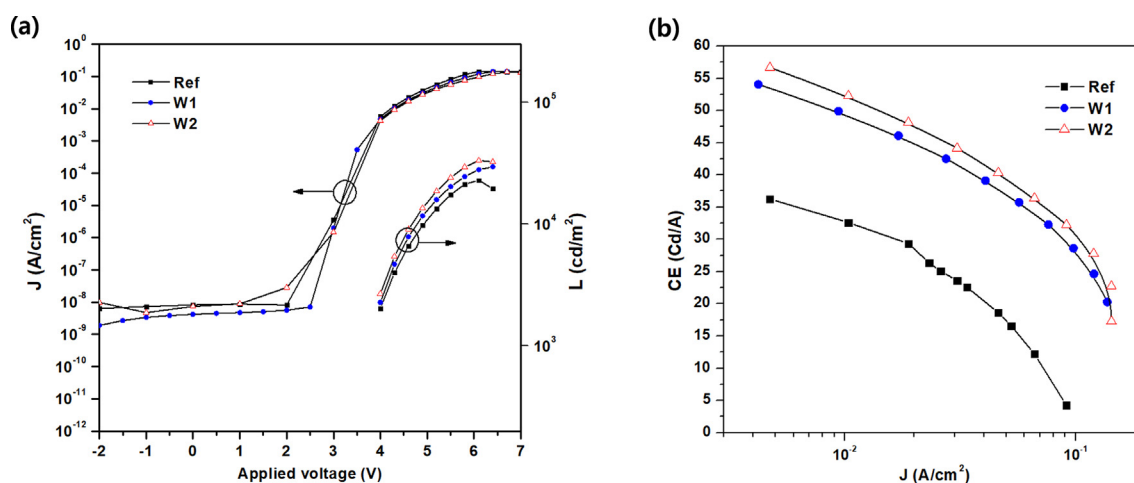 (a)
10^0
10^-1
10^-2
10^-3
10^-4
10^-5
10^-6
10^-7
10^-8
10^-9
10^-10
10^-11
10^-12
J (A/cm^2)
Ref
W1
W2
10^5
10^4
10^3
L (cd/m^2)
-2 -1 0 1 2 3 4 5 6 7
Applied voltage (V)
(b)
60
55
50
45
40
35
30
25
20
15
10
5
0
CE (Cd/A)
Ref
W1
W2
10^-2 10^-1
J (A/cm^2)